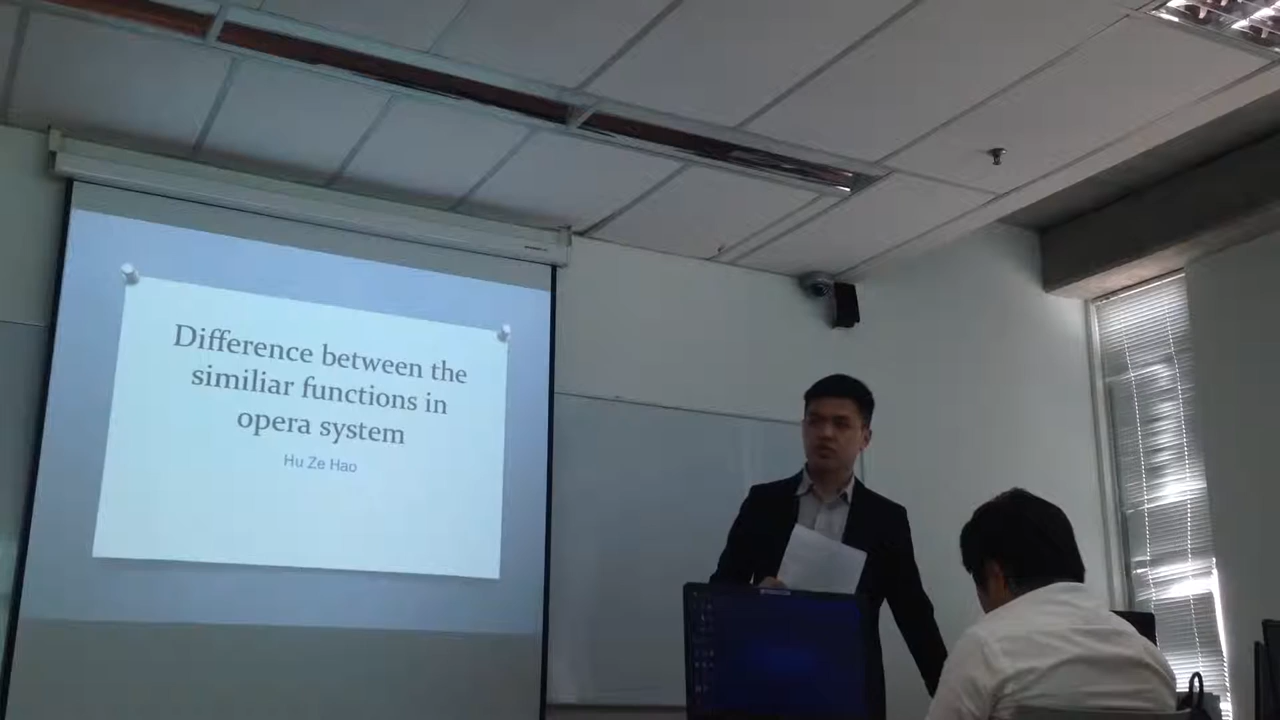 Difference between the
similiar functions in
opera system
Hu Ze Hao